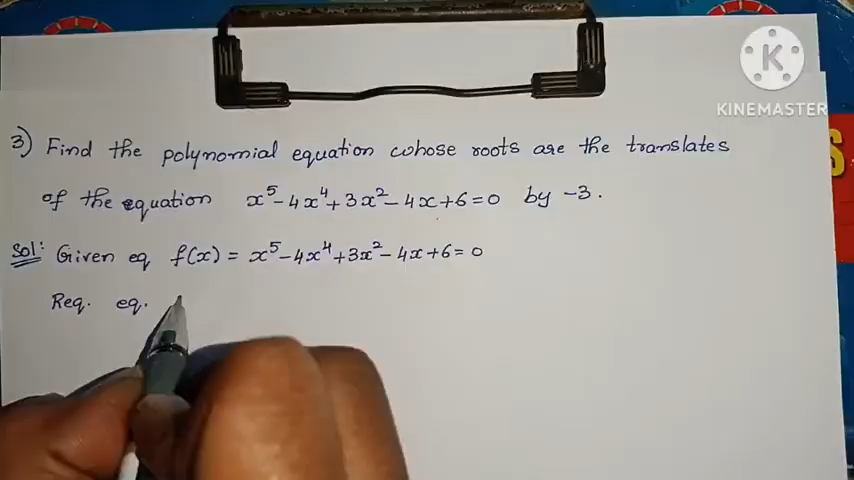 KINEMASTER
3) Find the polynomial equation whose roots are the translates
of the equation x⁵-4x⁴+3x²-4x+6=0 by -3.
Sol: Given eq f(x) = x⁵-4x⁴+3x²-4x+6=0
Req. eq.